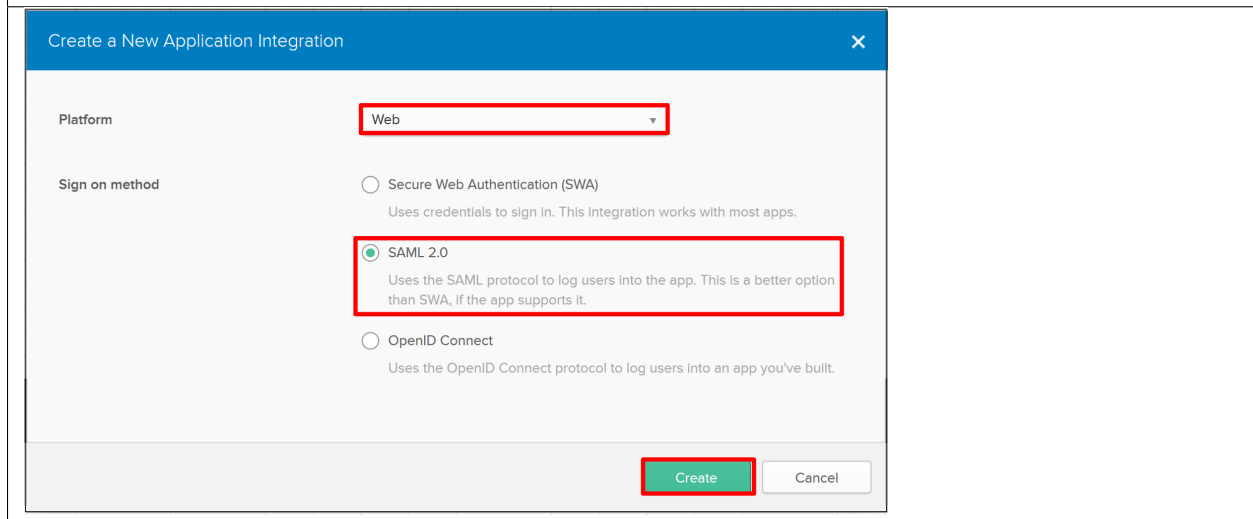 Create a New Application Integration
Platform
Web
Sign on method
Secure Web Authentication (SWA)
Uses credentials to sign in. This integration works with most apps.
SAML 2.0
Uses the SAML protocol to log users into the app. This is a better option
than SWA, if the app supports it.
OpenID Connect
Uses the OpenID Connect protocol to log users into an app you've built.
Create
Cancel